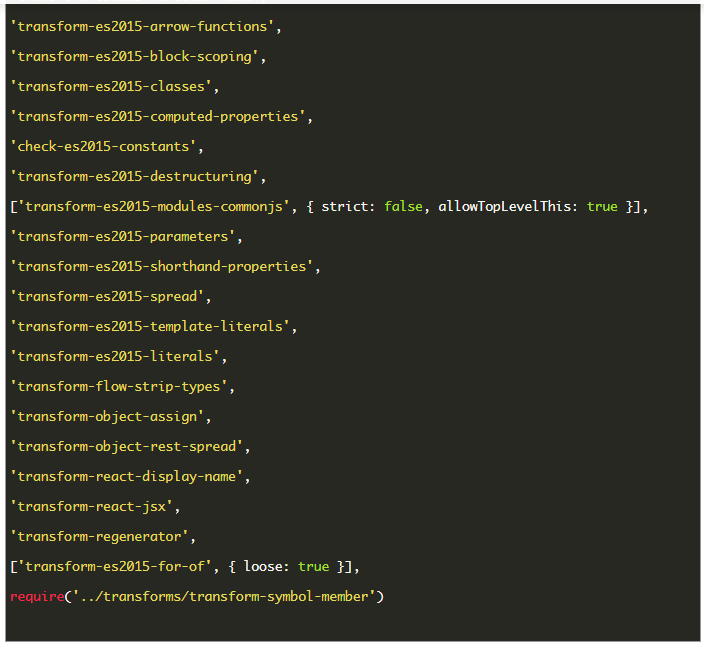 'transform-es2015-arrow-functions',
'transform-es2015-block-scoping',
'transform-es2015-classes',
'transform-es2015-computed-properties',
'check-es2015-constants',
'transform-es2015-destructuring',
['transform-es2015-modules-commonjs', { strict: false, allowTopLevelThis: true }],
'transform-es2015-parameters',
'transform-es2015-shorthand-properties',
'transform-es2015-spread',
'transform-es2015-template-literals',
'transform-es2015-literals',
'transform-flow-strip-types',
'transform-object-assign',
'transform-object-rest-spread',
'transform-react-display-name',
'transform-react-jsx',
'transform-regenerator',
['transform-es2015-for-of', { loose: true }],
require('../transforms/transform-symbol-member')